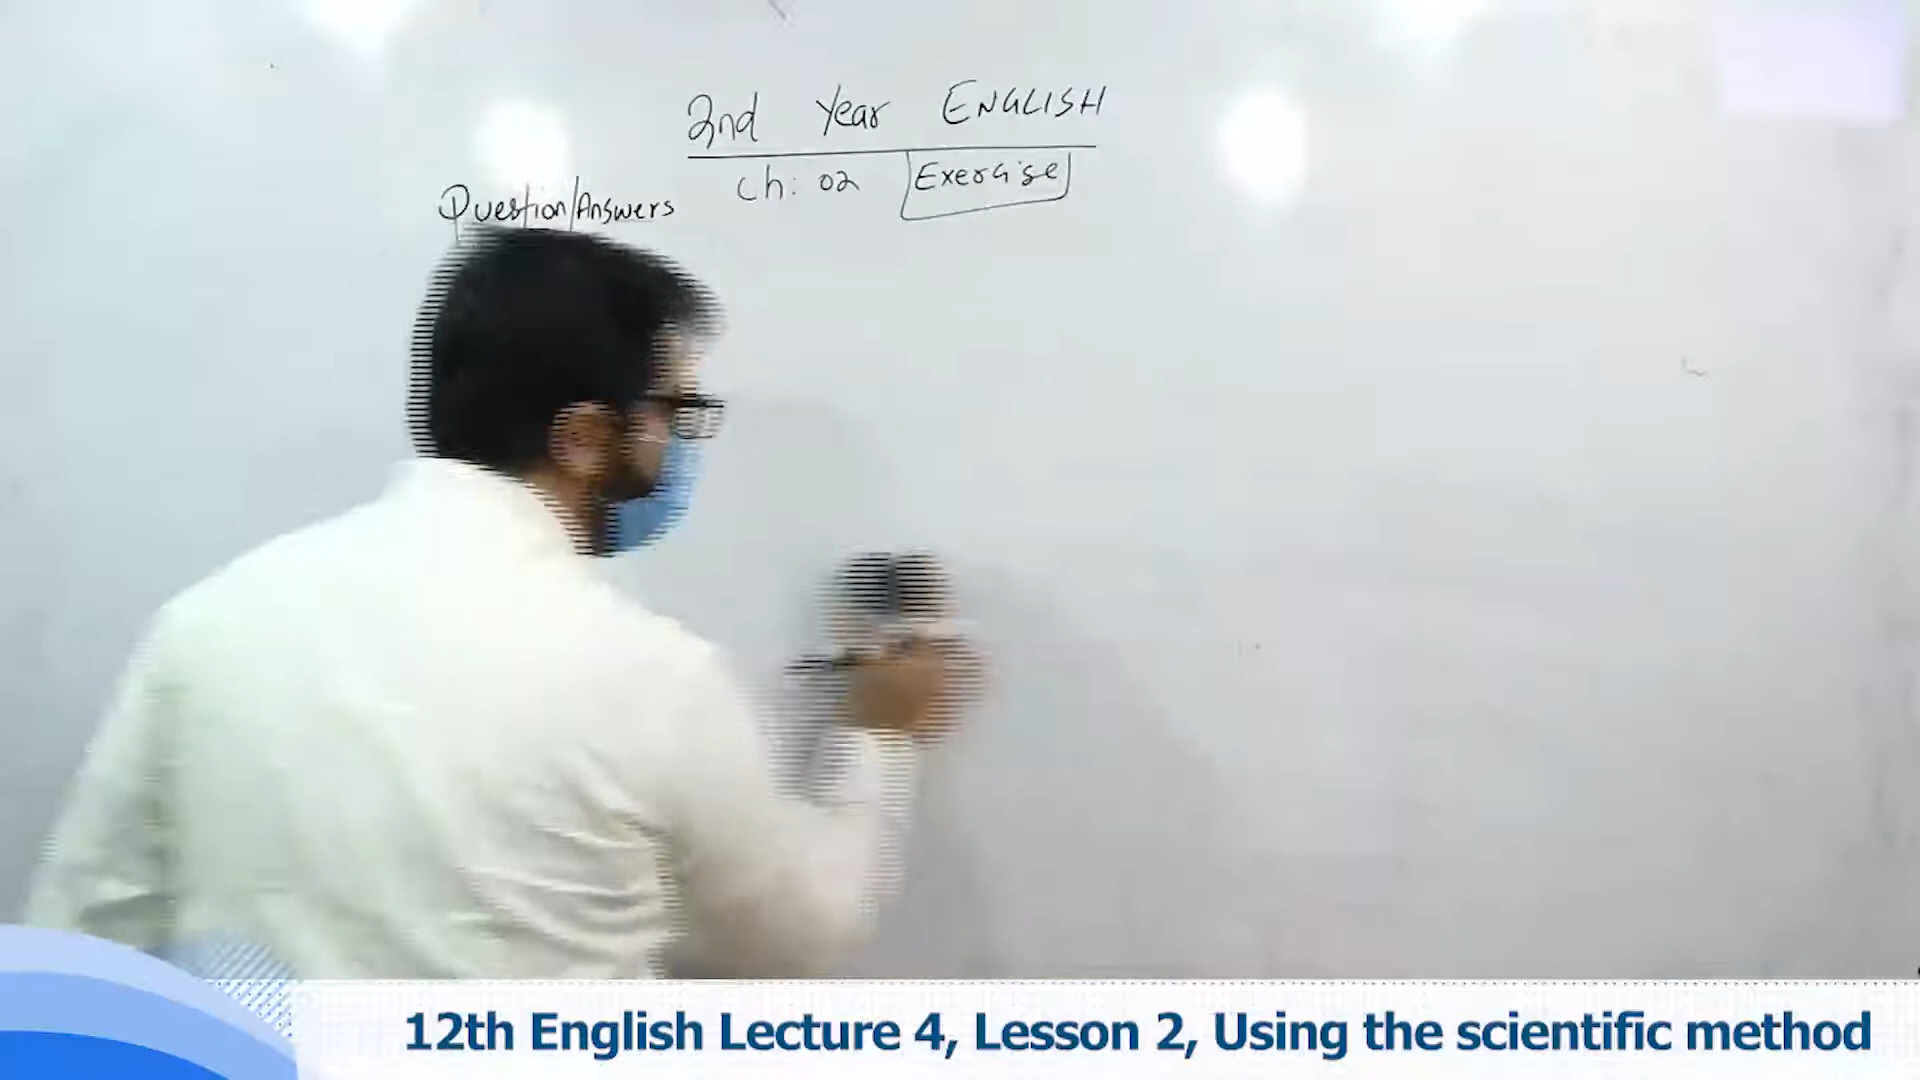 2nd Year ENGLISH
Ch: 02 Exercise
Question/Answers
12th English Lecture 4, Lesson 2, Using the scientific method